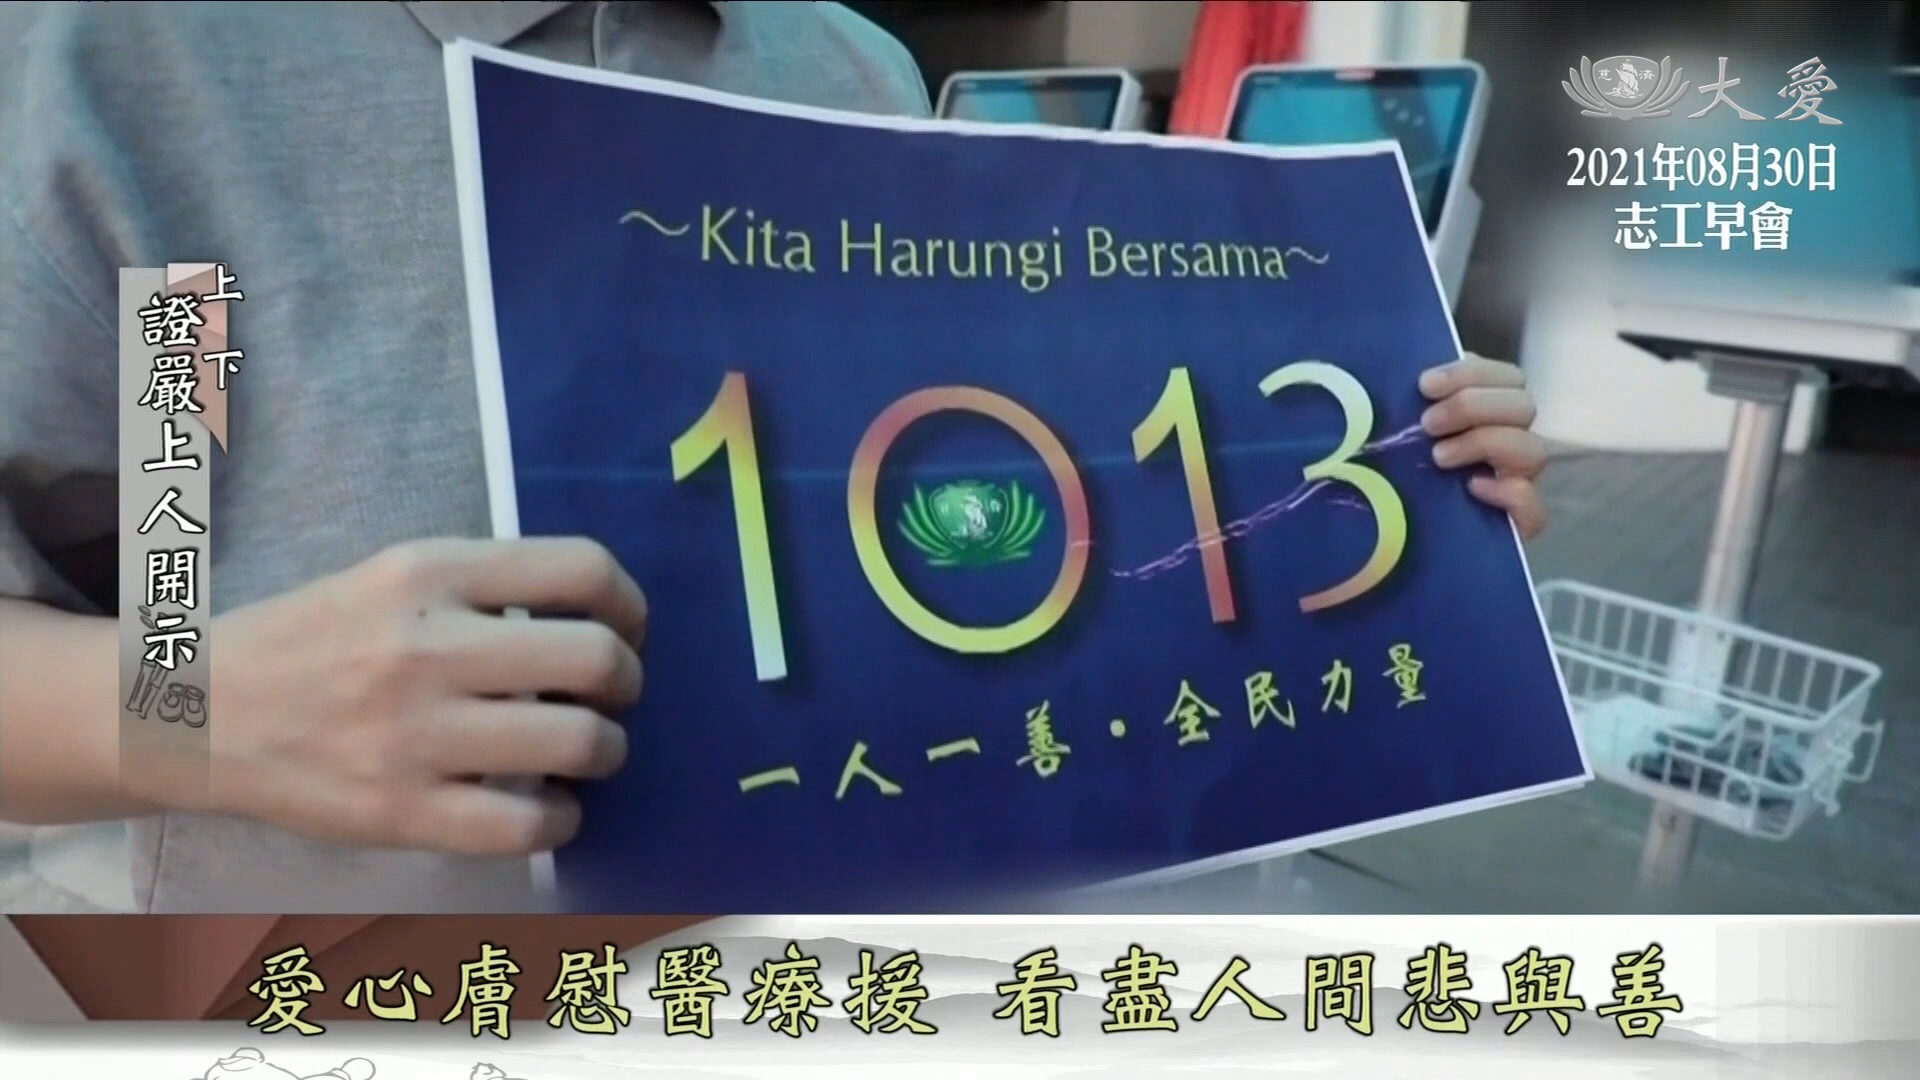 大愛
2021年08月30日
志工早會
上
下
證嚴上人開示
~Kita Harungi Bersama~
1013
一人一善·全民力量
愛心膚慰醫療援 看盡人間悲與善